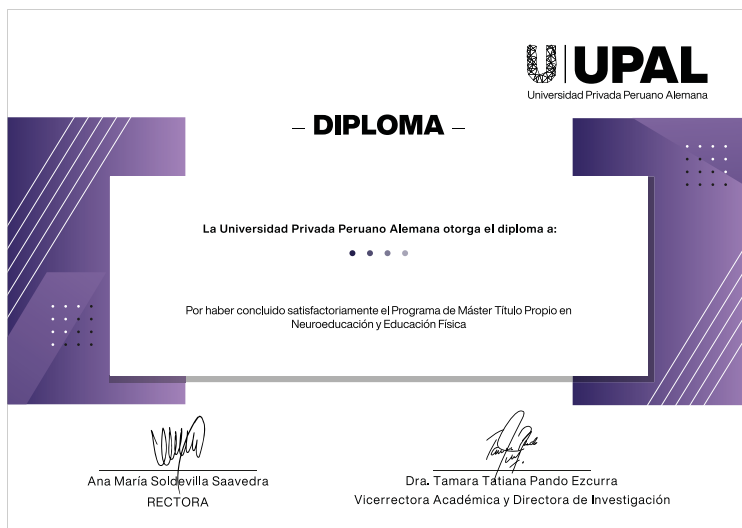 UPAL
Universidad Privada Peruano Alemana
DIPLOMA
La Universidad Privada Peruano Alemana otorga el diploma a:
Por haber concluido satisfactoriamente el Programa de Máster Título Propio en
Neuroeducación y Educación Física
Ana María Soldevilla Saavedra
RECTORA
Dra. Tamara Tatiana Pando Ezcurra
Vicerrectora Académica y Directora de Investigación